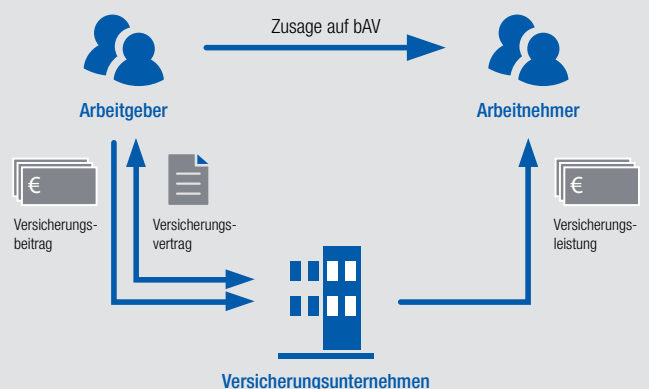 Zusage auf bAV
Arbeitgeber
Arbeitnehmer
€
Versicherungs-
beitrag
Versicherungs-
vertrag
€
Versicherungs-
leistung
Versicherungsunternehmen